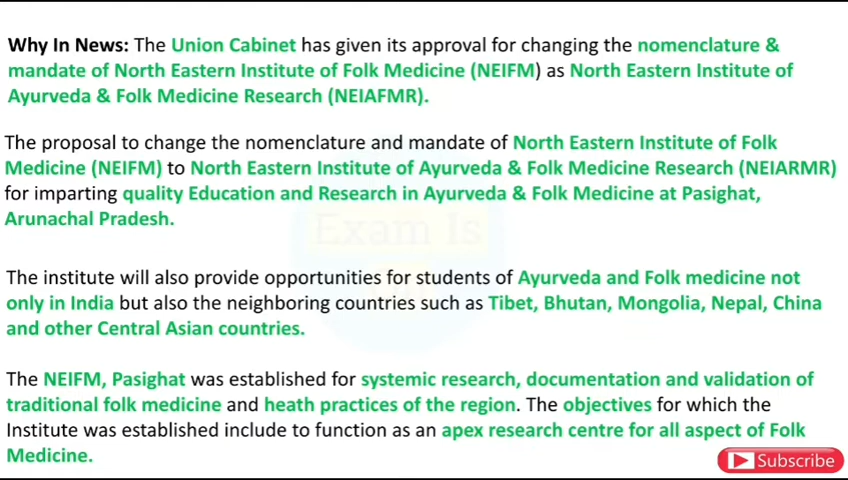 Why In News: The Union Cabinet has given its approval for changing the nomenclature &
mandate of North Eastern Institute of Folk Medicine (NEIFM) as North Eastern Institute of
Ayurveda & Folk Medicine Research (NEIAFMR).
The proposal to change the nomenclature and mandate of North Eastern Institute of Folk
Medicine (NEIFM) to North Eastern Institute of Ayurveda & Folk Medicine Research (NEIARMR)
for imparting quality Education and Research in Ayurveda & Folk Medicine at Pasighat,
Arunachal Pradesh.
Exam Is
The institute will also provide opportunities for students of Ayurveda and Folk medicine not
only in India but also the neighboring countries such as Tibet, Bhutan, Mongolia, Nepal, China
and other Central Asian countries.
The NEIFM, Pasighat was established for systemic research, documentation and validation of
traditional folk medicine and heath practices of the region. The objectives for which the
Institute was established include to function as an apex research centre for all aspect of Folk
Medicine.
Subscribe